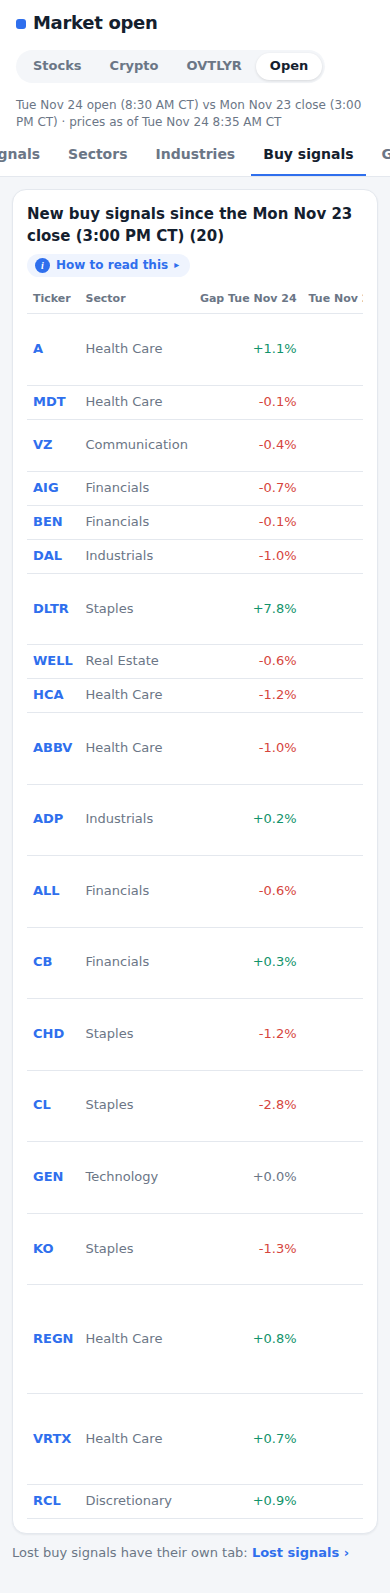 Market open
Stocks Crypto OVTLYR Open
Tue Nov 24 open (8:30 AM CT) vs Mon Nov 23 close (3:00
PM CT) · prices as of Tue Nov 24 8:35 AM CT
gnals Sectors Industries Buy signals G
New buy signals since the Mon Nov 23
close (3:00 PM CT) (20)
i How to read this ▸
Ticker Sector Gap Tue Nov 24 Tue Nov
A Health Care +1.1%
MDT Health Care -0.1%
VZ Communication -0.4%
AIG Financials -0.7%
BEN Financials -0.1%
DAL Industrials -1.0%
DLTR Staples +7.8%
WELL Real Estate -0.6%
HCA Health Care -1.2%
ABBV Health Care -1.0%
ADP Industrials +0.2%
ALL Financials -0.6%
CB Financials +0.3%
CHD Staples -1.2%
CL Staples -2.8%
GEN Technology +0.0%
KO Staples -1.3%
REGN Health Care +0.8%
VRTX Health Care +0.7%
RCL Discretionary +0.9%
Lost buy signals have their own tab: Lost signals ›